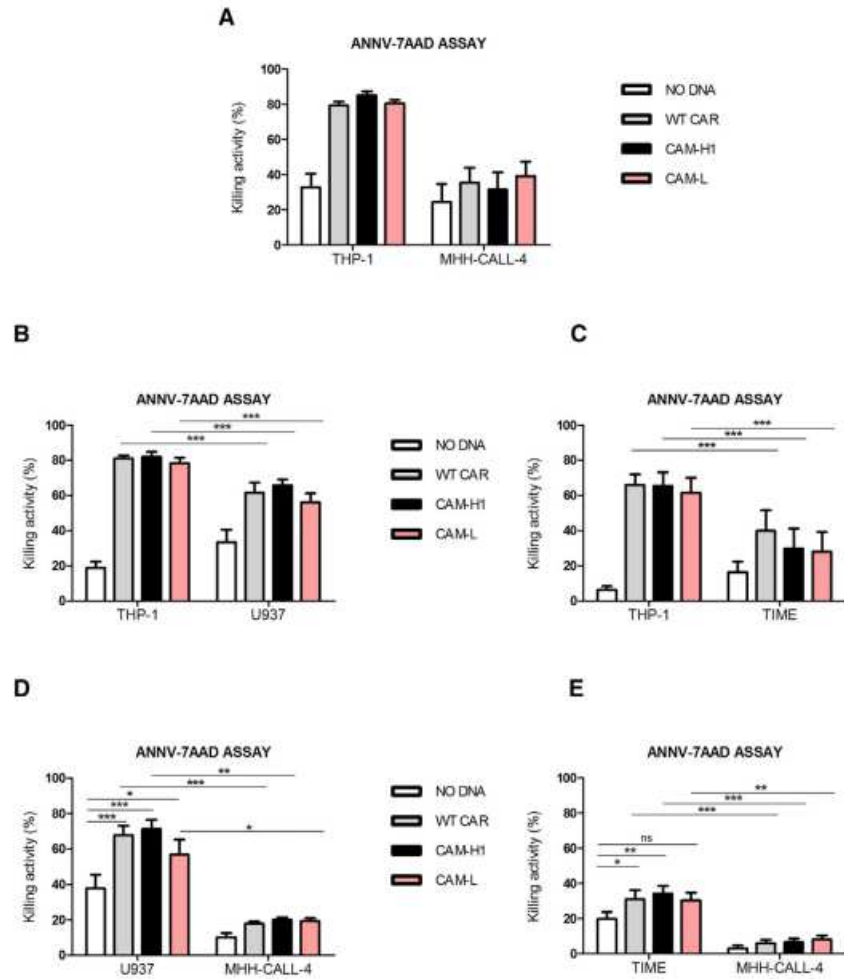 A
ANNV-7AAD ASSAY
Killing activity (%)
100
80
60
40
20
0
THP-1
MHH-CALL-4
NO DNA
WT CAR
CAM-H1
CAM-L
B
ANNV-7AAD ASSAY
Killing activity (%)
100
80
60
40
20
0
***
***
***
THP-1
U937
NO DNA
WT CAR
CAM-H1
CAM-L
C
ANNV-7AAD ASSAY
Killing activity (%)
100
80
60
40
20
0
***
***
***
THP-1
TIME
D
ANNV-7AAD ASSAY
Killing activity (%)
100
80
60
40
20
0
**
***
*
***
***
*
U937
MHH-CALL-4
NO DNA
WT CAR
CAM-H1
CAM-L
E
ANNV-7AAD ASSAY
Killing activity (%)
100
80
60
40
20
0
**
***
***
ns
**
*
TIME
MHH-CALL-4